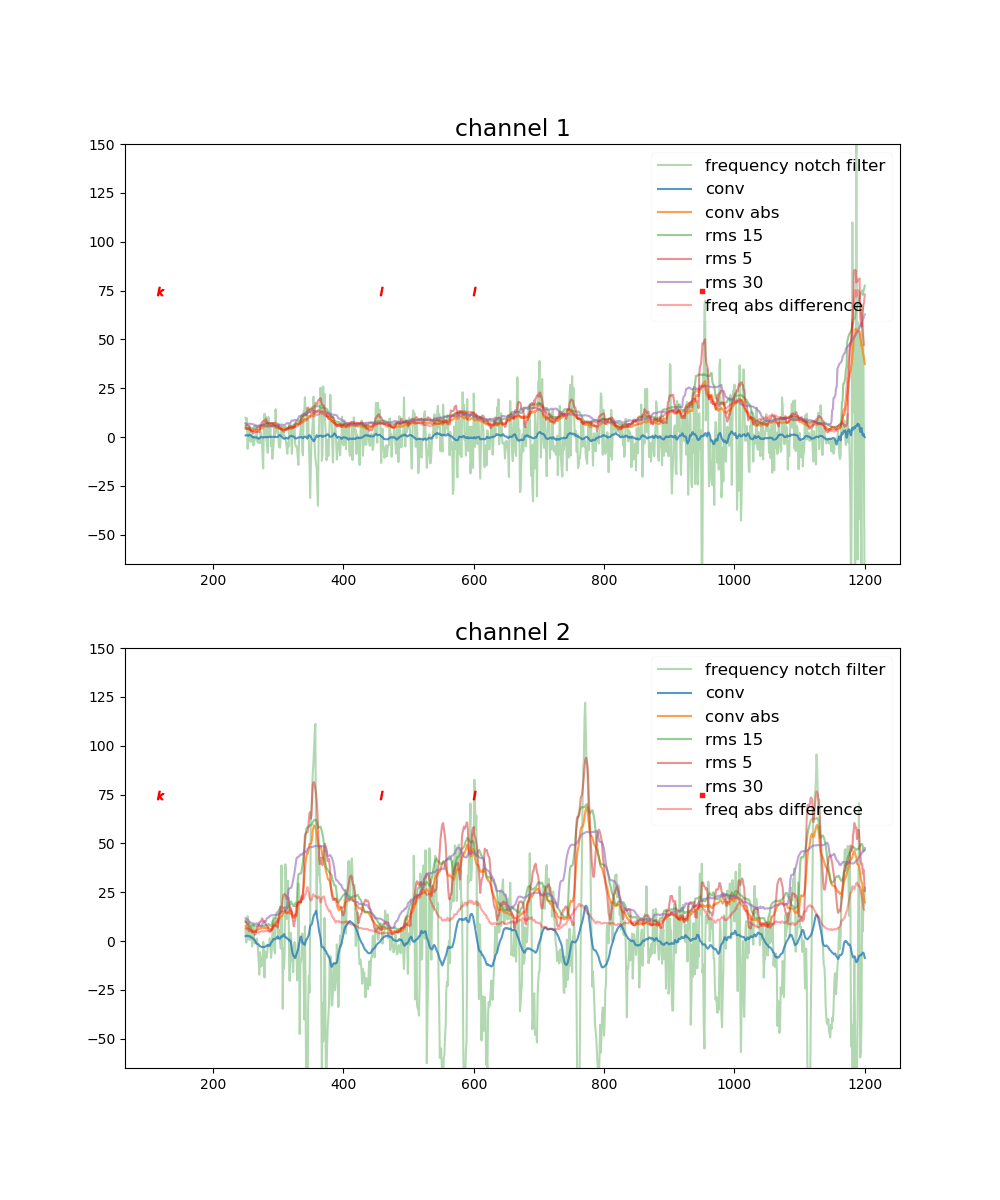 channel 1
150
125
100
75
50
25
0
−25
−50
frequency notch filter
conv
conv abs
rms 15
rms 5
rms 30
freq abs difference
k
l
l
.
200
400
600
800
1000
1200
channel 2
150
125
100
75
50
25
0
−25
−50
frequency notch filter
conv
conv abs
rms 15
rms 5
rms 30
freq abs difference
k
l
l
.
200
400
600
800
1000
1200